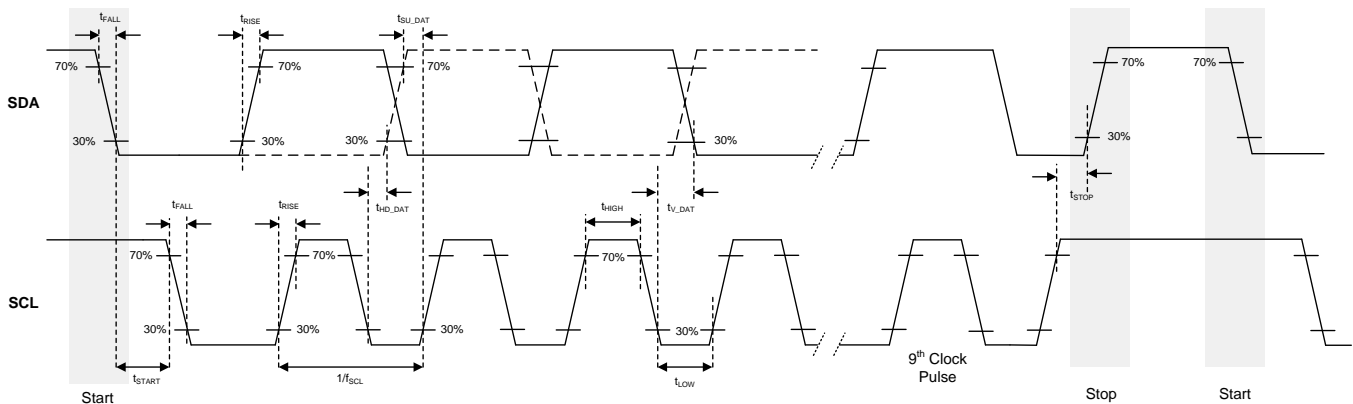 tFALL
tRISE
tSU_DAT
70%
70%
70%
70%
70%
SDA
30%
30%
30%
30%
30%
tSTOP
tFALL
tRISE
tHD_DAT
tHIGH
tV_DAT
70%
70%
70%
SCL
30%
30%
30%
30%
tSTART
1/fSCL
tLOW
9th Clock
Pulse
Start
Stop
Start